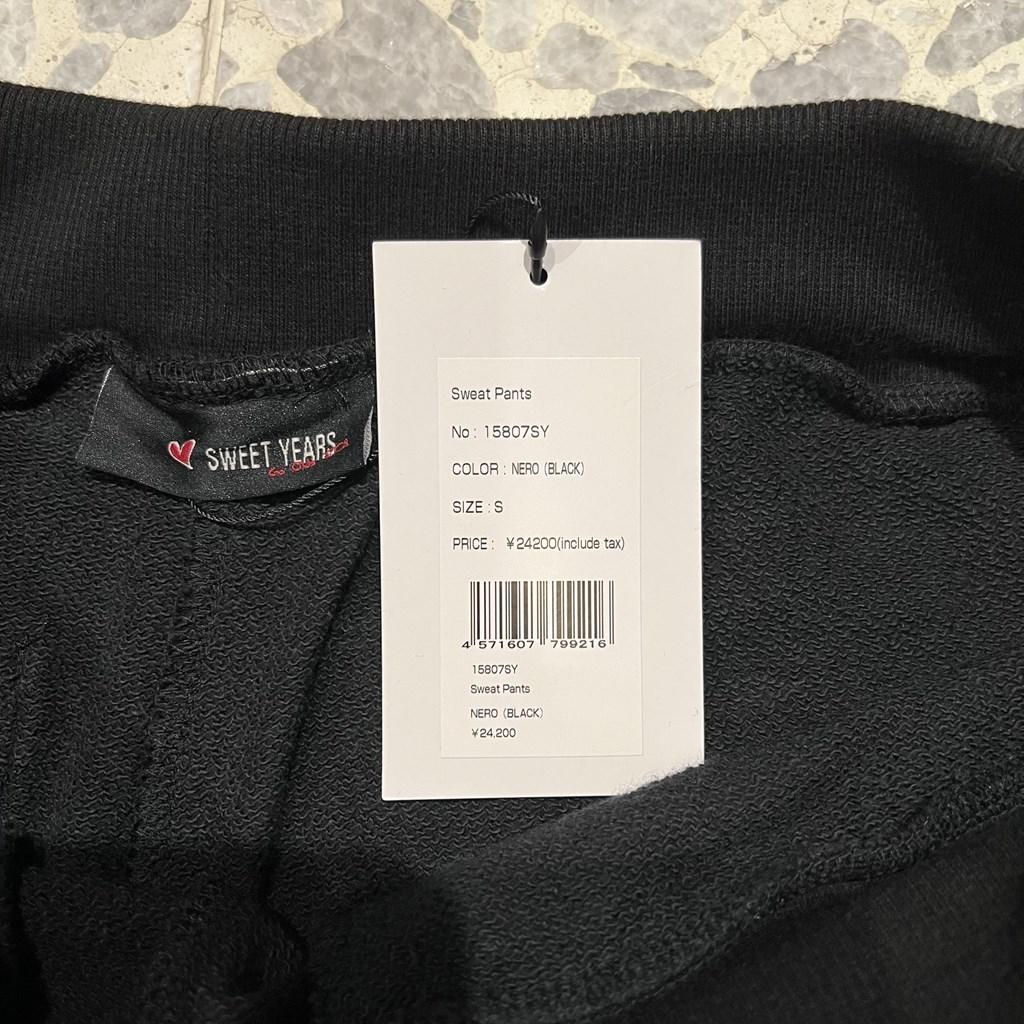 SWEET YEARS
Sweat Pants
No : 15807SY
COLOR : NERO (BLACK)
SIZE : S
PRICE : ￥24200(include tax)
4 571607 799216
15807SY
Sweat Pants
NERO (BLACK)
￥24,200